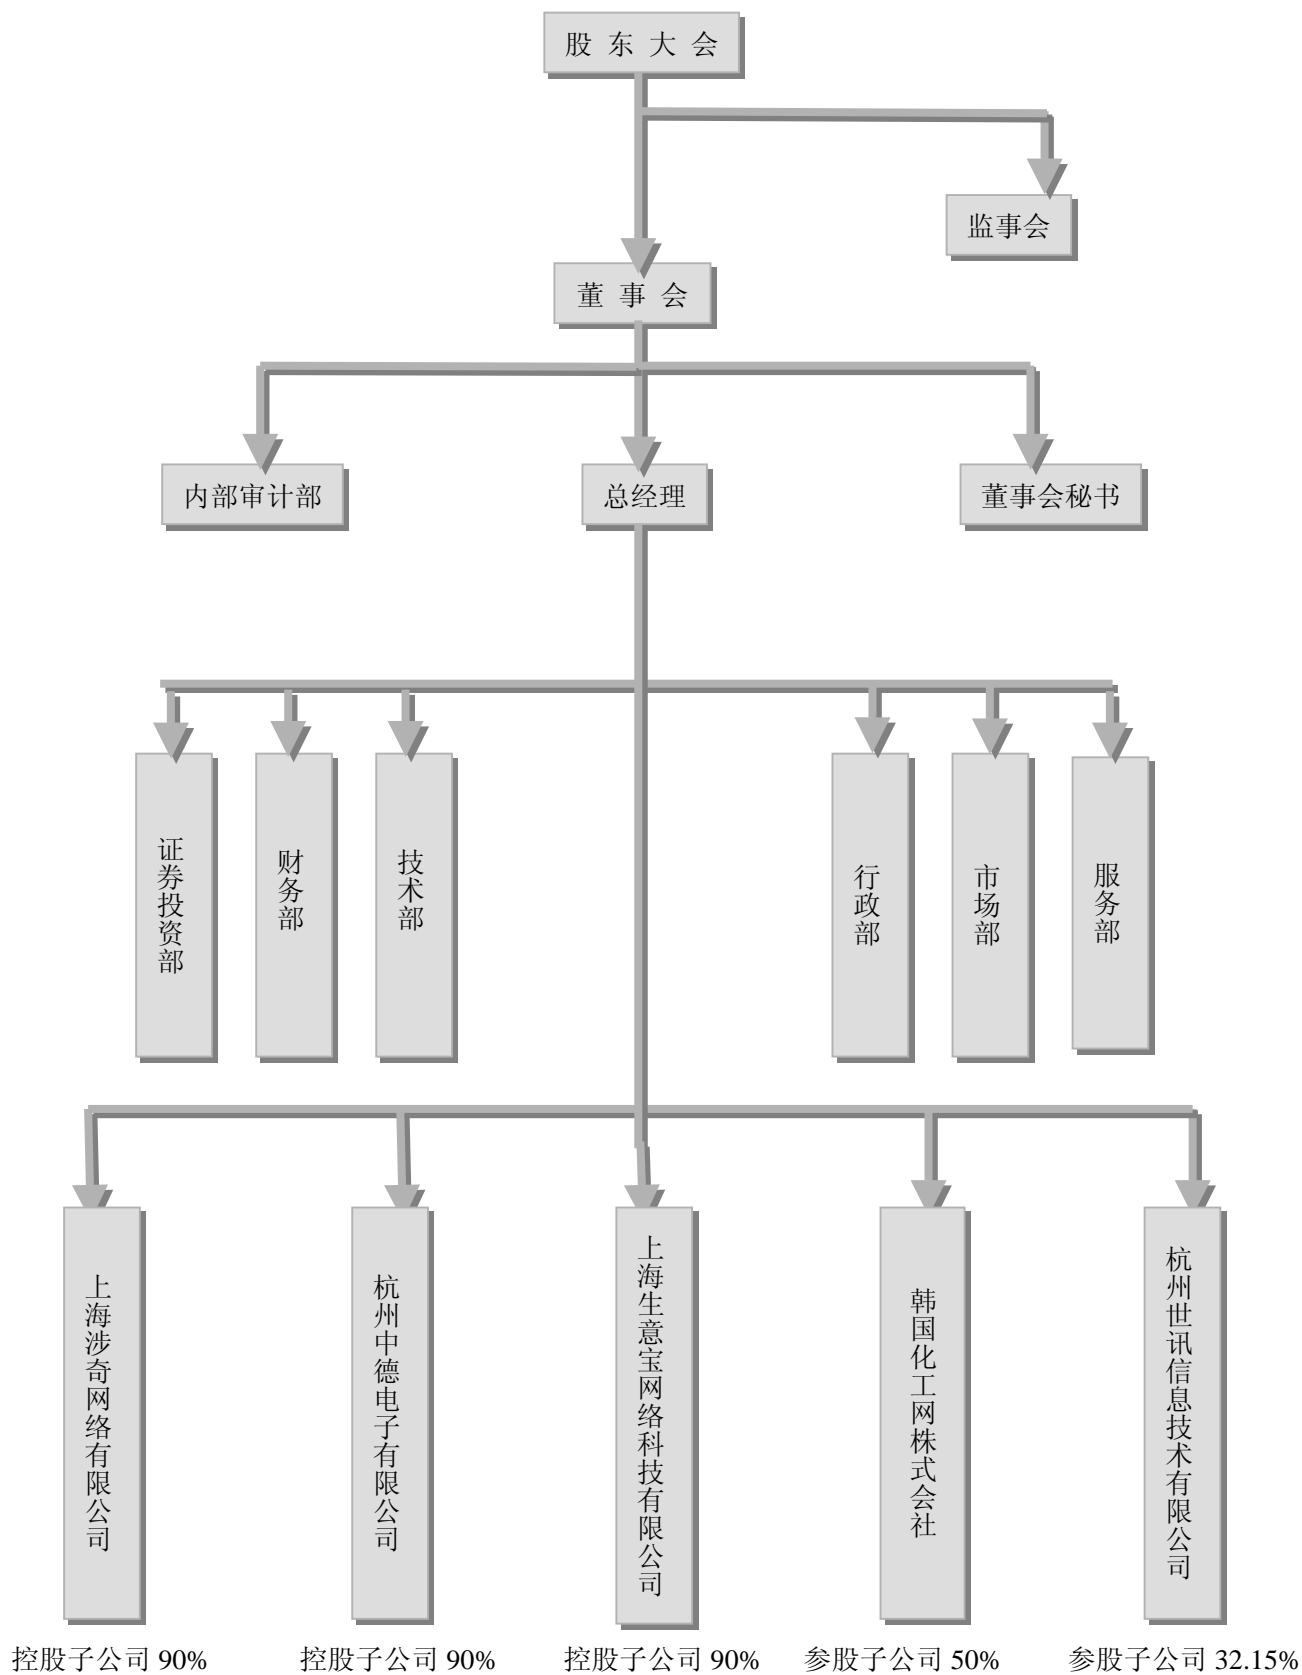 股 东 大 会
监事会
董 事 会
内部审计部
总经理
董事会秘书
证券投资部
财务部
技术部
行政部
市场部
服务部
上海涉奇网络有限公司
杭州中德电子有限公司
上海生意宝网络科技有限公司
韩国化工网株式会社
杭州世讯信息技术有限公司
控股子公司 90%
控股子公司 90%
控股子公司 90%
参股子公司 50%
参股子公司 32.15%